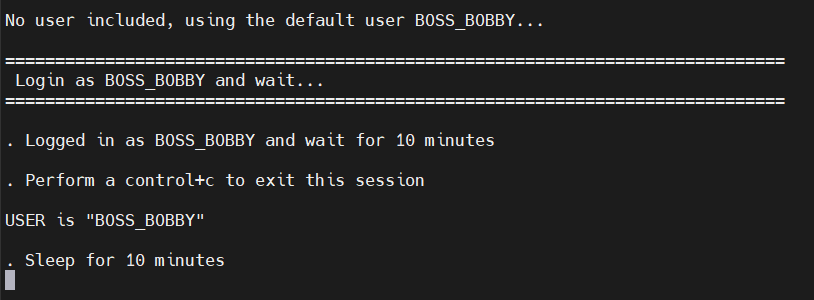 No user included, using the default user BOSS_BOBBY...
==============================================================================
Login as BOSS_BOBBY and wait...
==============================================================================
. Logged in as BOSS_BOBBY and wait for 10 minutes
. Perform a control+c to exit this session
USER is "BOSS_BOBBY"
. Sleep for 10 minutes